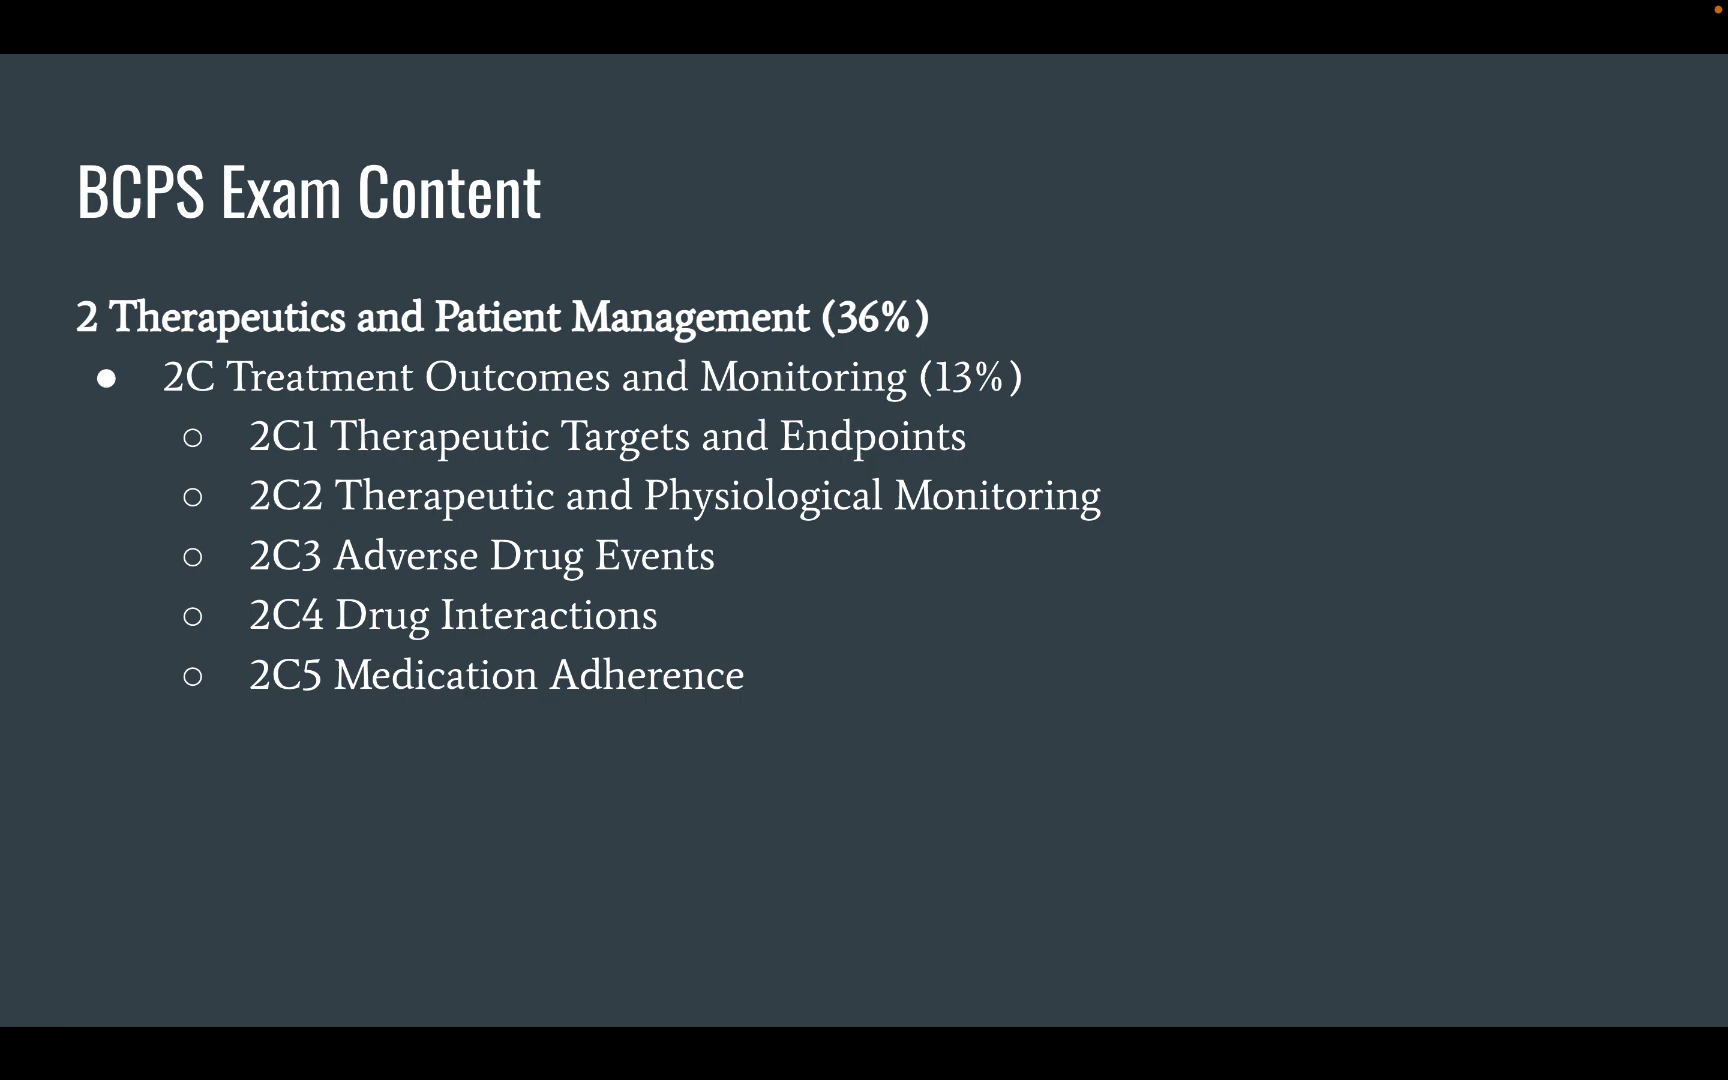 BCPS Exam Content
2 Therapeutics and Patient Management (36%)
● 2C Treatment Outcomes and Monitoring (13%)
○ 2C1 Therapeutic Targets and Endpoints
○ 2C2 Therapeutic and Physiological Monitoring
○ 2C3 Adverse Drug Events
○ 2C4 Drug Interactions
○ 2C5 Medication Adherence